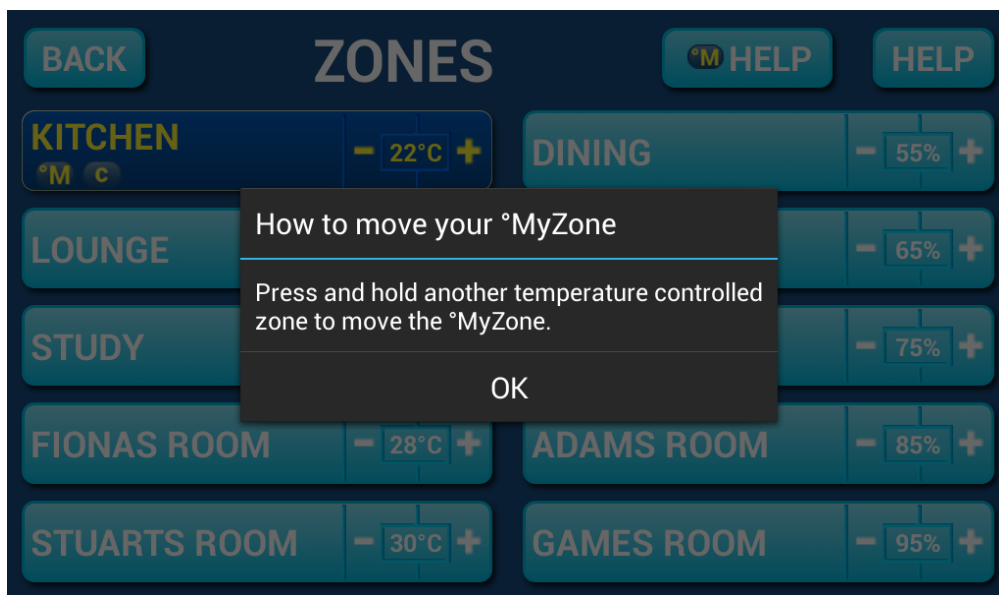 BACK
ZONES
°M HELP
HELP
KITCHEN
°M C
- 22°C +
DINING
- 55% +
LOUNGE
- 65% +
STUDY
- 75% +
How to move your °MyZone
Press and hold another temperature controlled
zone to move the °MyZone.
OK
FIONAS ROOM
- 28°C +
ADAMS ROOM
- 85% +
STUARTS ROOM
- 30°C +
GAMES ROOM
- 95% +